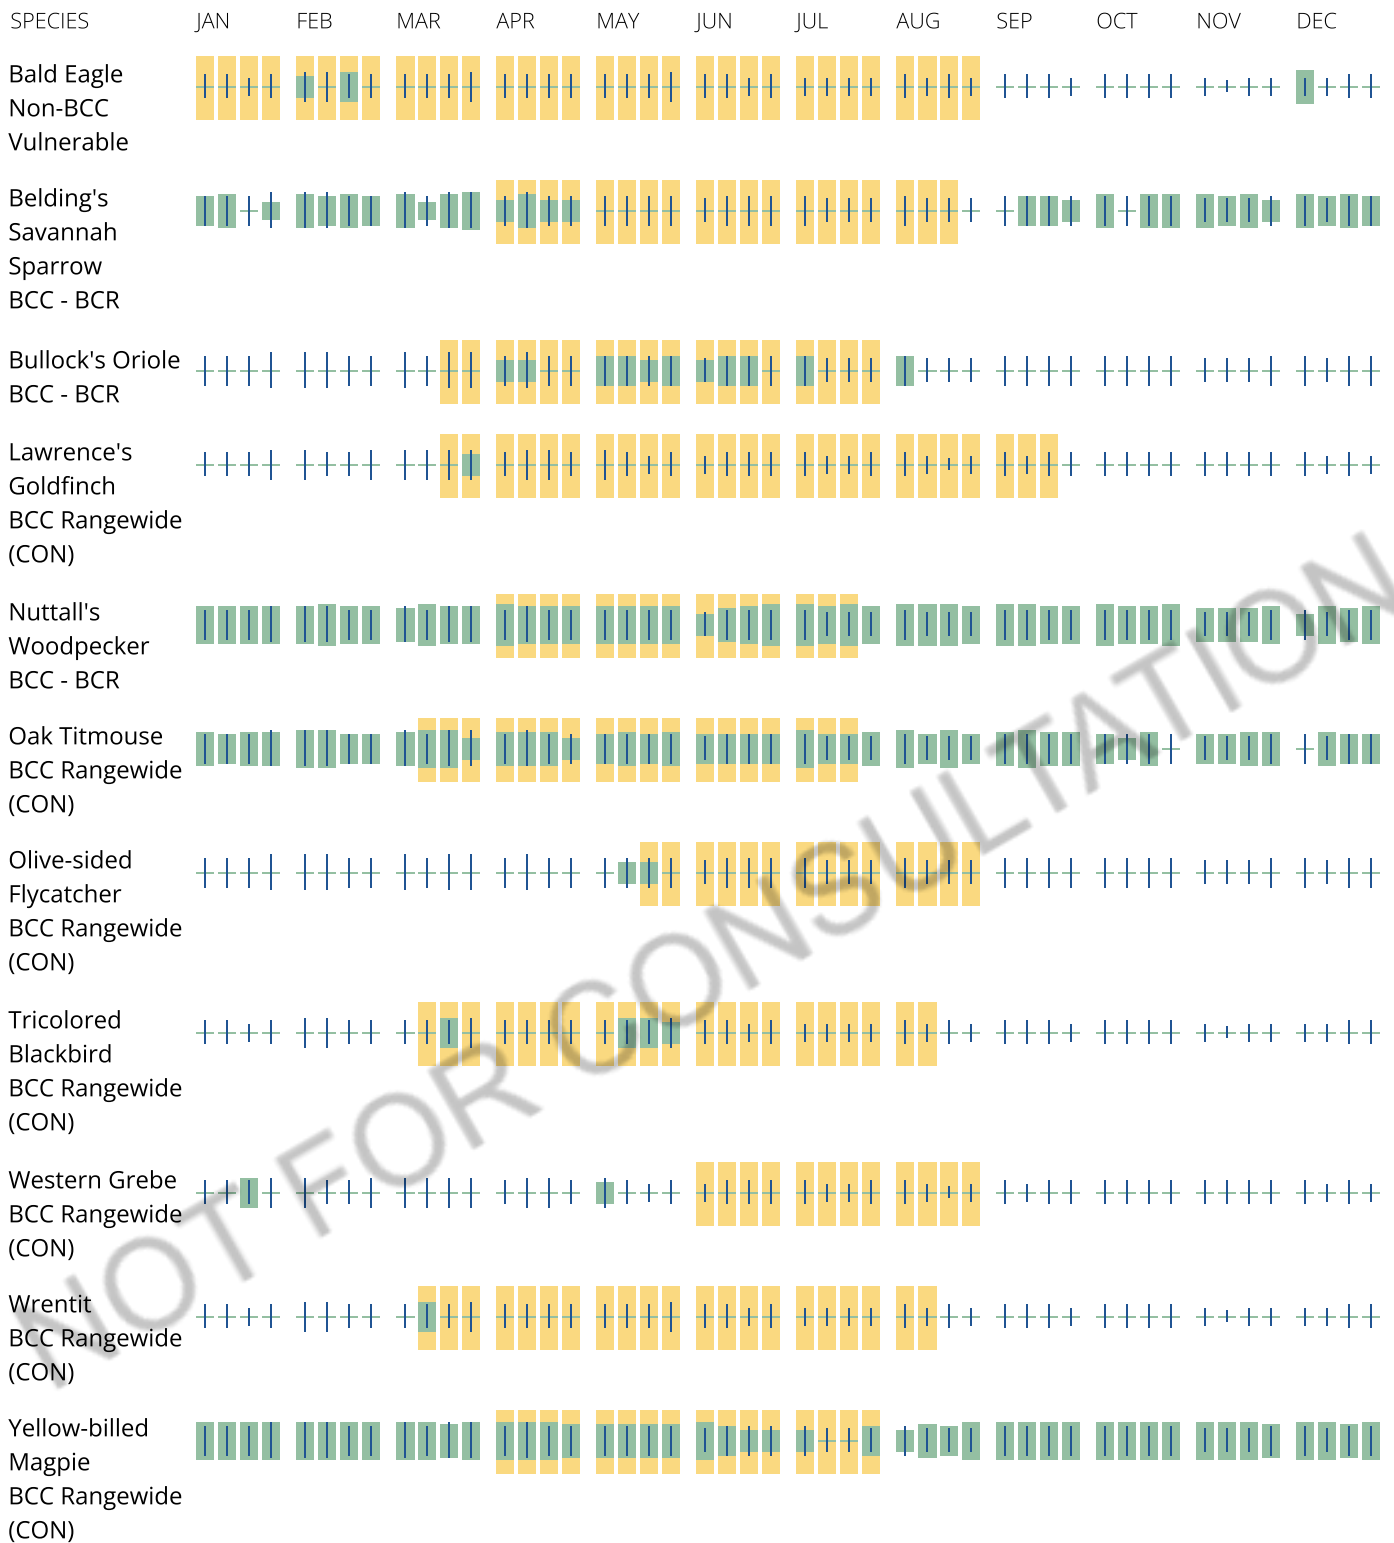 SPECIES JAN FEB MAR APR MAY JUN JUL AUG SEP OCT NOV DEC
Bald Eagle
Non-BCC
Vulnerable
Belding's
Savannah
Sparrow
BCC - BCR
Bullock's Oriole
BCC - BCR
Lawrence's
Goldfinch
BCC Rangewide
(CON)
Nuttall's
Woodpecker
BCC - BCR
Oak Titmouse
BCC Rangewide
(CON)
Olive-sided
Flycatcher
BCC Rangewide
(CON)
Tricolored
Blackbird
BCC Rangewide
(CON)
Western Grebe
BCC Rangewide
(CON)
Wrentit
BCC Rangewide
(CON)
Yellow-billed
Magpie
BCC Rangewide
(CON)
NOT FOR CONSULTATION